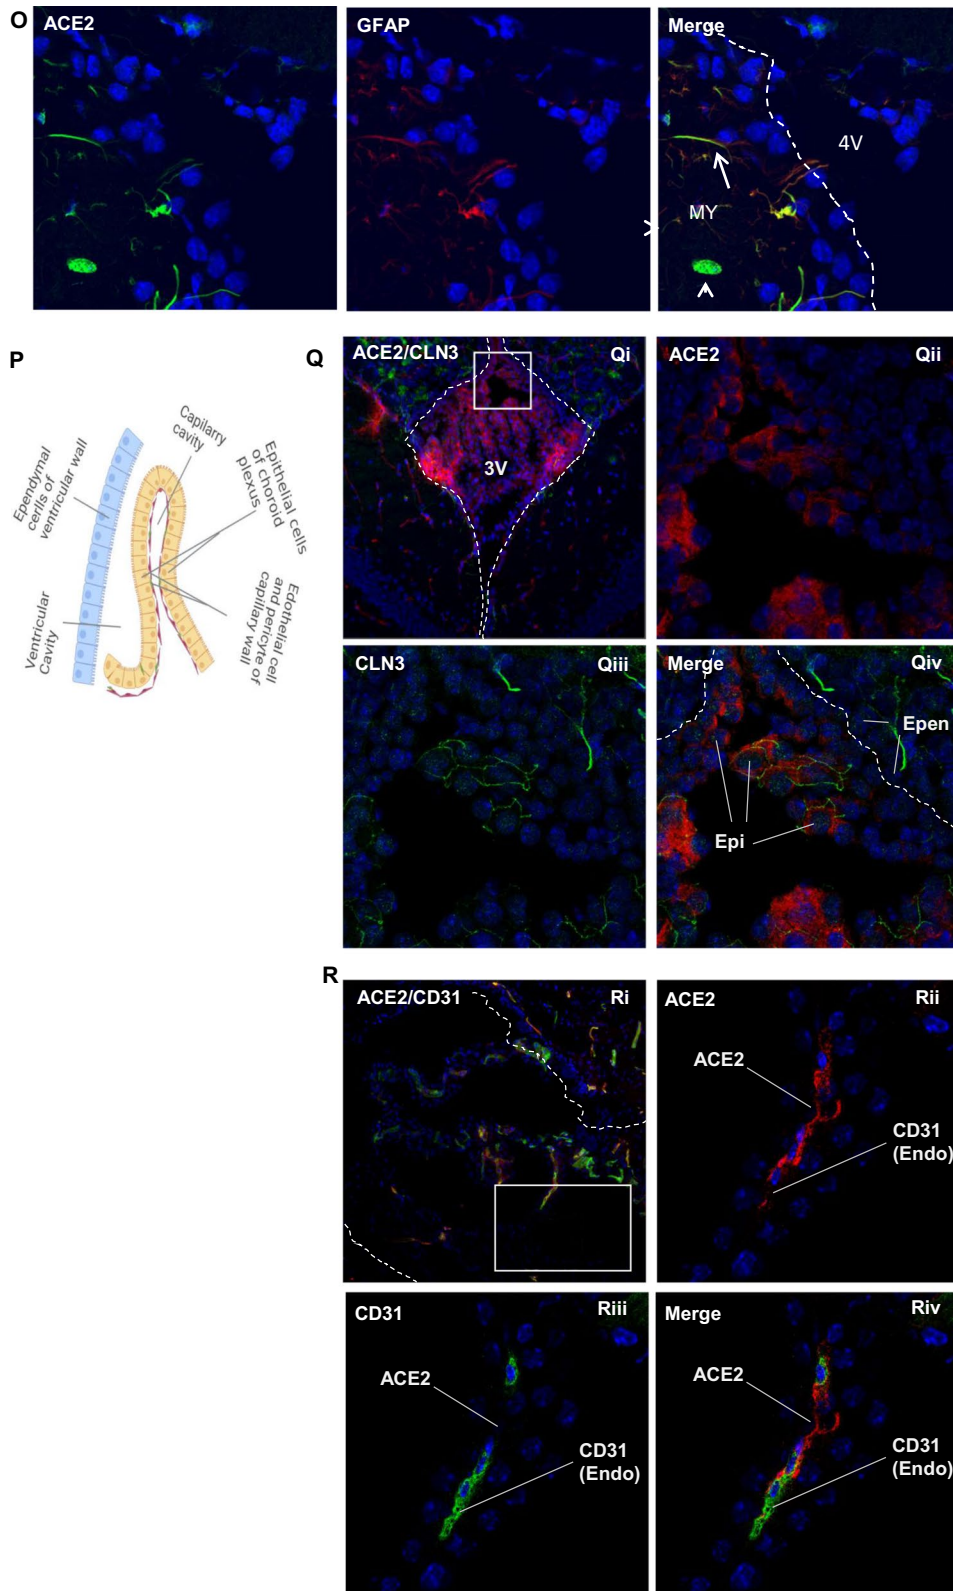 O
ACE2
GFAP
Merge
4V
MY
P
Capilarry
cavity
Epithelial cells
of choroid
plexus
Ependymal
cerlls of
ventricular wall
Ventricular
Cavity
Edothelial cell
and pericyte of
capillary wall
Q
ACE2/CLN3
Qi
3V
ACE2
Qii
CLN3
Qiii
Merge
Qiv
Epen
Epi
R
ACE2/CD31
Ri
ACE2
Rii
ACE2
CD31
(Endo)
CD31
Riii
ACE2
CD31
(Endo)
Merge
Riv
ACE2
CD31
(Endo)